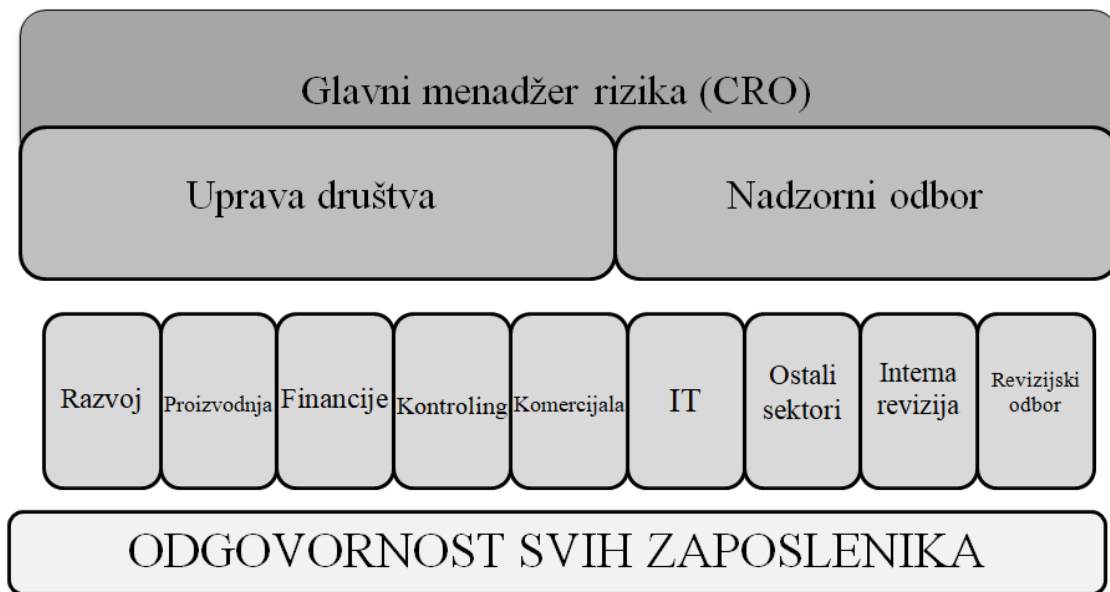 Glavni menadžer rizika (CRO)
Uprava društva
Nadzorni odbor
Razvoj
Proizvodnja
Financije
Kontroling
Komercijala
IT
Ostali
sektori
Interna
revizija
Revizijski
odbor
ODGOVORNOST SVIH ZAPOSLENIKA